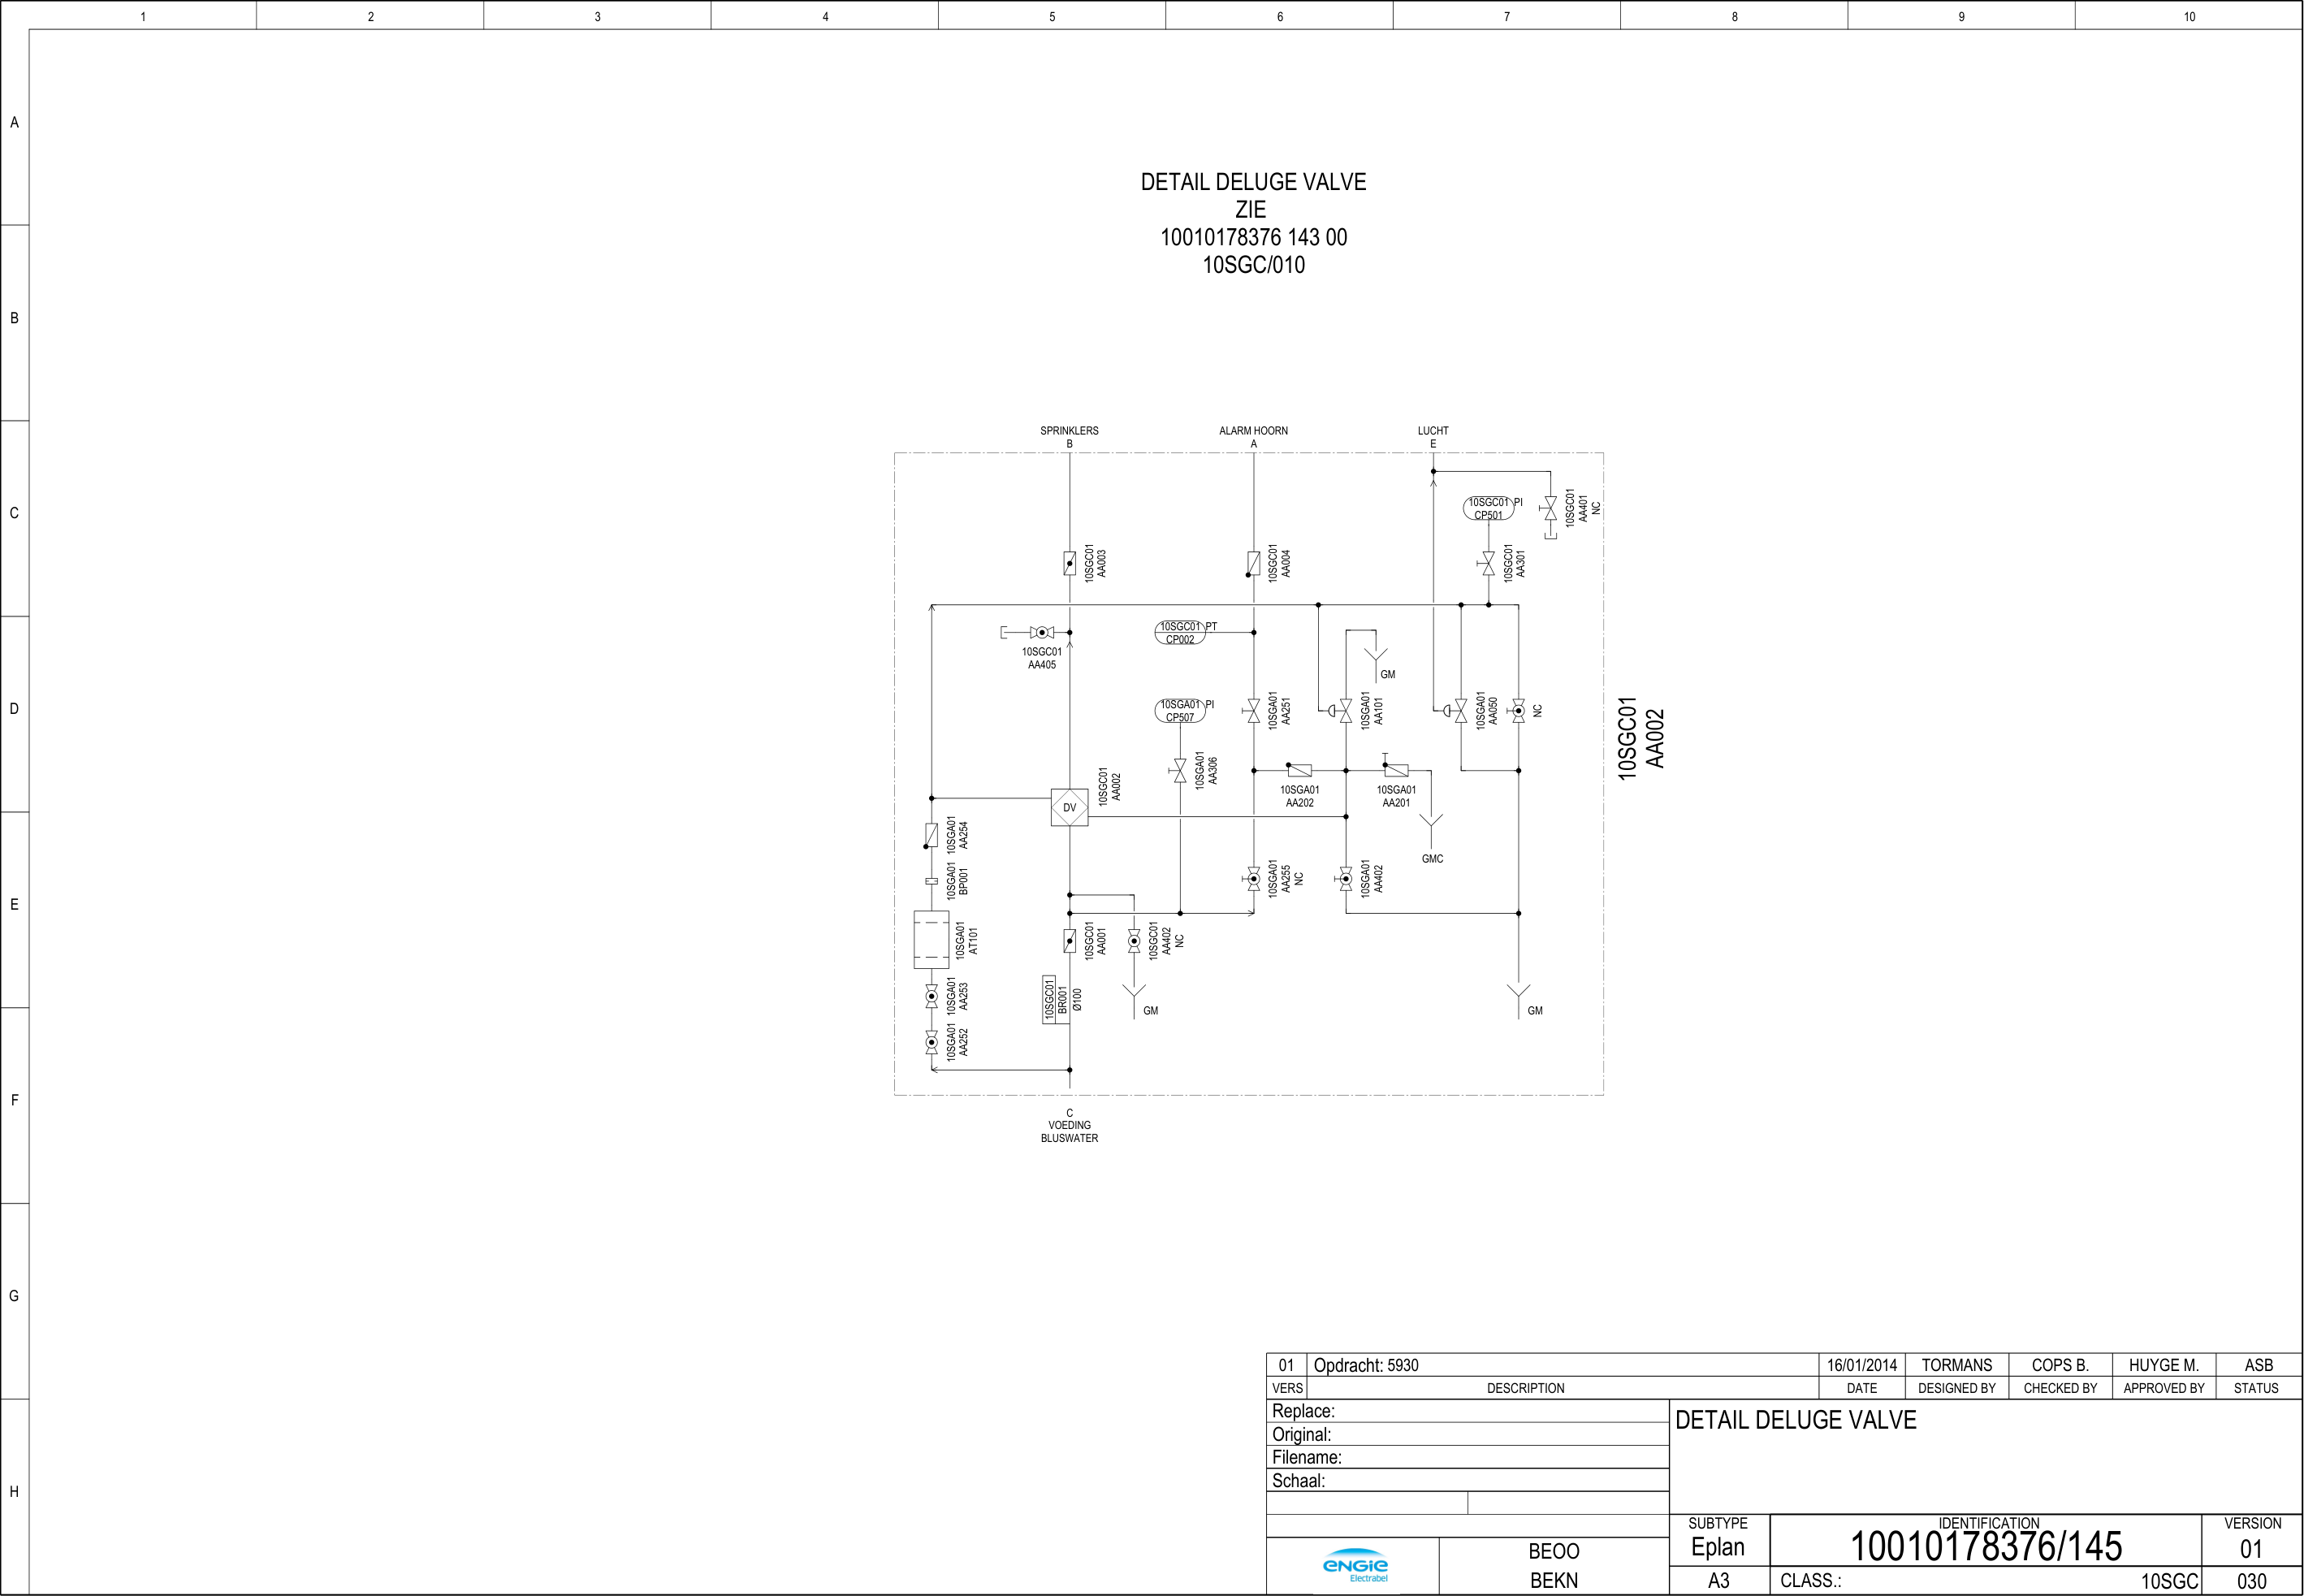 1 2 3 4 5 6 7 8 9 10
A
B
C
D
E
F
G
H
DETAIL DELUGE VALVE
ZIE
10010178376 143 00
10SGC/010
SPRINKLERS
B
ALARM HOORN
A
LUCHT
E
10SGC01 PI
CP501
10SGC01
AA401
NC
10SGC01
AA003
10SGC01
AA004
10SGC01
AA301
10SGC01
AA405
10SGC01 PT
CP002
GM
10SGA01 PI
CP507
10SGA01
AA251
10SGA01
AA101
10SGA01
AA050
NC
10SGC01
AA002
10SGC01
AA002
DV
10SGA01
AA306
10SGA01
AA202
10SGA01
AA201
GMC
10SGA01
AA254
10SGA01
BP001
10SGA01
AT101
10SGA01
AA253
10SGA01
AA252
10SGA01
AA255
NC
10SGA01
AA402
10SGC01
AA001
10SGC01
AA402
NC
10SGC01
BR001
Ø100
GM
GM
C
VOEDING
BLUSWATER
01 Opdracht: 5930 16/01/2014 TORMANS COPS B. HUYGE M. ASB
VERS DESCRIPTION DATE DESIGNED BY CHECKED BY APPROVED BY STATUS
Replace:
Original:
Filename:
Schaal:
DETAIL DELUGE VALVE
ENGIE
Electrabel
BEOO
BEKN
SUBTYPE
Eplan
A3
IDENTIFICATION
10010178376/145
CLASS.: 10SGC
VERSION
01
030